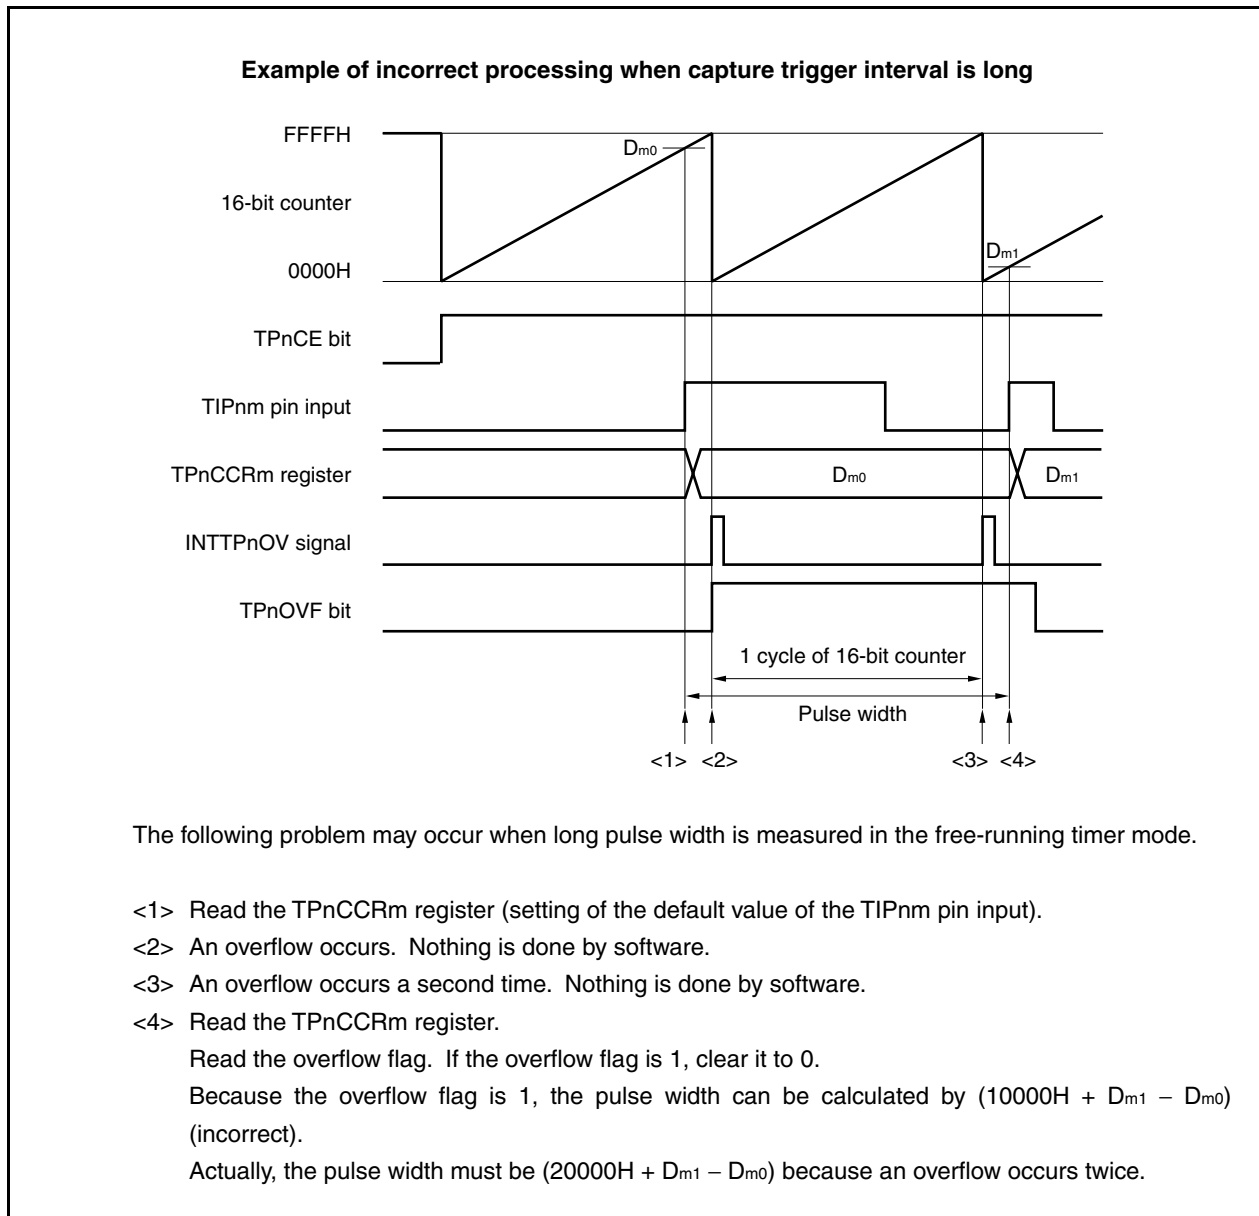 Example of incorrect processing when capture trigger interval is long
FFFFH
Dm0
16-bit counter
Dm1
0000H
TPnCE bit
TIPnm pin input
TPnCCRm register
Dm0
Dm1
INTTPnOV signal
TPnOVF bit
1 cycle of 16-bit counter
Pulse width
<1> <2> <3> <4>
The following problem may occur when long pulse width is measured in the free-running timer mode.
<1> Read the TPnCCRm register (setting of the default value of the TIPnm pin input).
<2> An overflow occurs. Nothing is done by software.
<3> An overflow occurs a second time. Nothing is done by software.
<4> Read the TPnCCRm register.
Read the overflow flag. If the overflow flag is 1, clear it to 0.
Because the overflow flag is 1, the pulse width can be calculated by (10000H + Dm1 − Dm0)
(incorrect).
Actually, the pulse width must be (20000H + Dm1 − Dm0) because an overflow occurs twice.